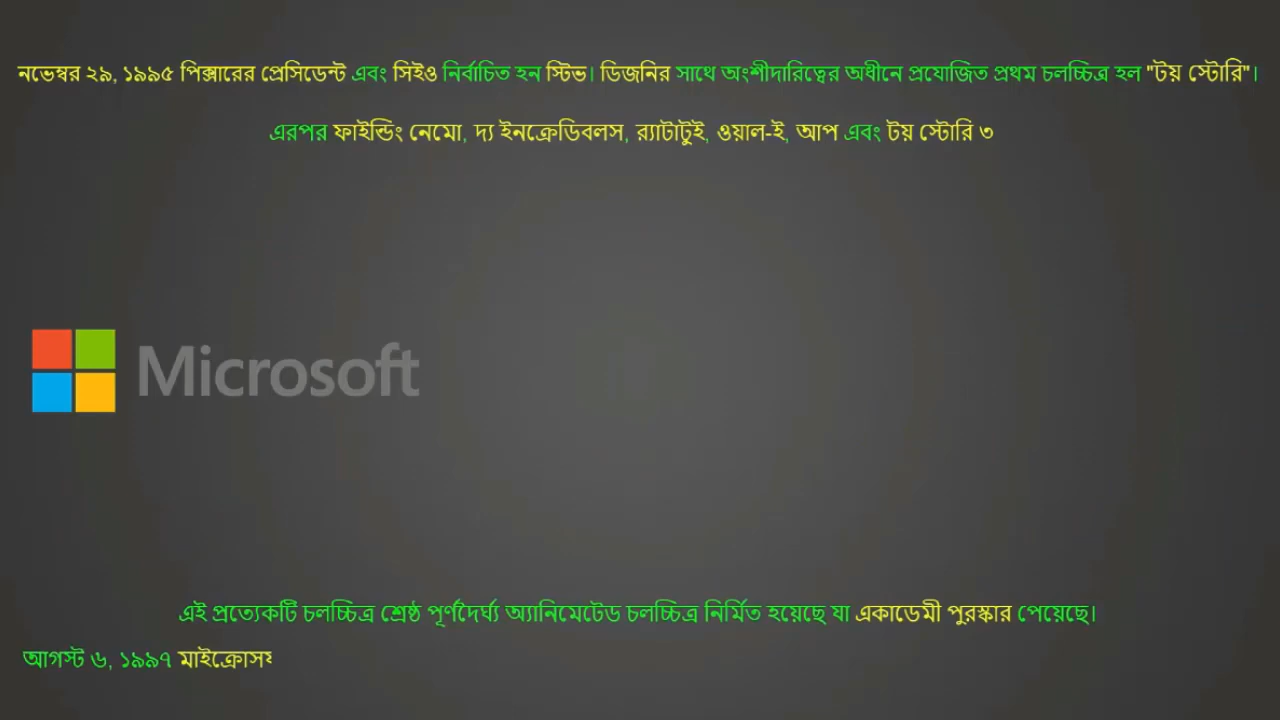 নভেম্বর ২৯, ১৯৯৫ পিক্সারের প্রেসিডেন্ট এবং সিইও নির্বাচিত হন স্টিভ। ডিজনির সাথে অংশীদারিত্বের অধীনে প্রযোজিত প্রথম চলচ্চিত্র হল "টয় স্টোরি"।
এরপর ফাইন্ডিং নেমো, দ্য ইনক্রেডিবলস, র‍্যাটাটুই, ওয়াল-ই, আপ এবং টয় স্টোরি ৩
Microsoft
এই প্রত্যেকটি চলচ্চিত্র শ্রেষ্ঠ পূর্ণদৈর্ঘ্য অ্যানিমেটেড চলচ্চিত্র নির্মিত হয়েছে যা একাডেমী পুরস্কার পেয়েছে।
আগস্ট ৬, ১৯৯৭ মাইক্রোসয